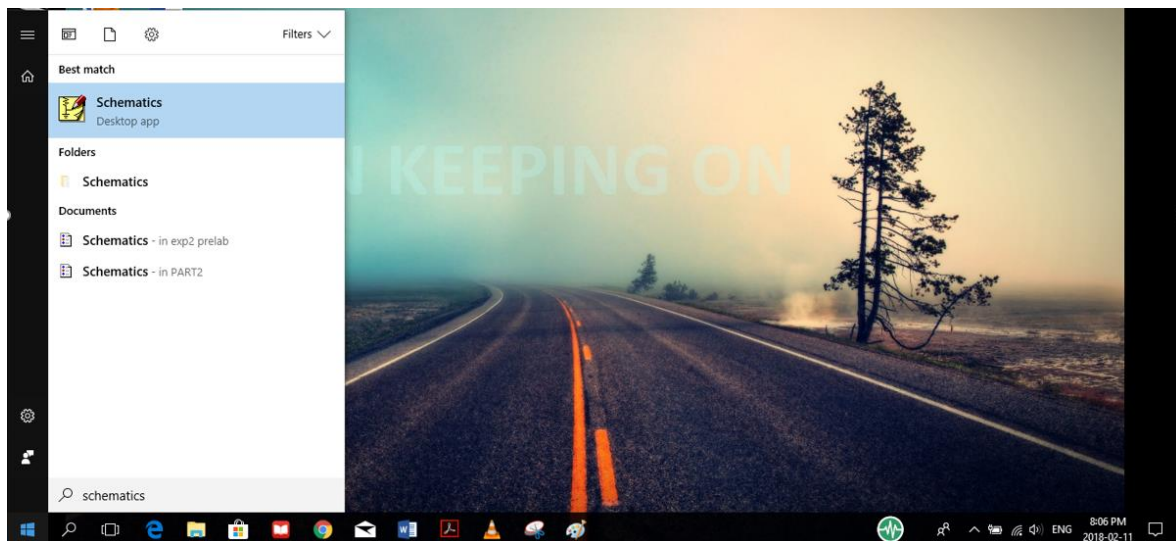 Filters
Best match
Schematics
Desktop app
Folders
Schematics
Documents
Schematics - in exp2 prelab
Schematics - in PART2
KEEPING ON
schematics
ENG
8:06 PM
2018-02-11